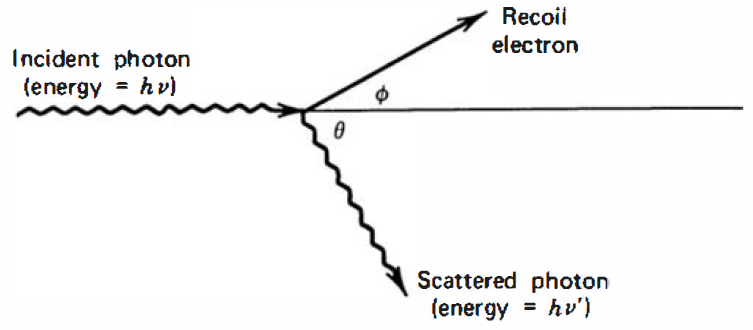 Recoil
electron
Incident photon
(energy = hν)
ϕ
θ
Scattered photon
(energy = hν′)